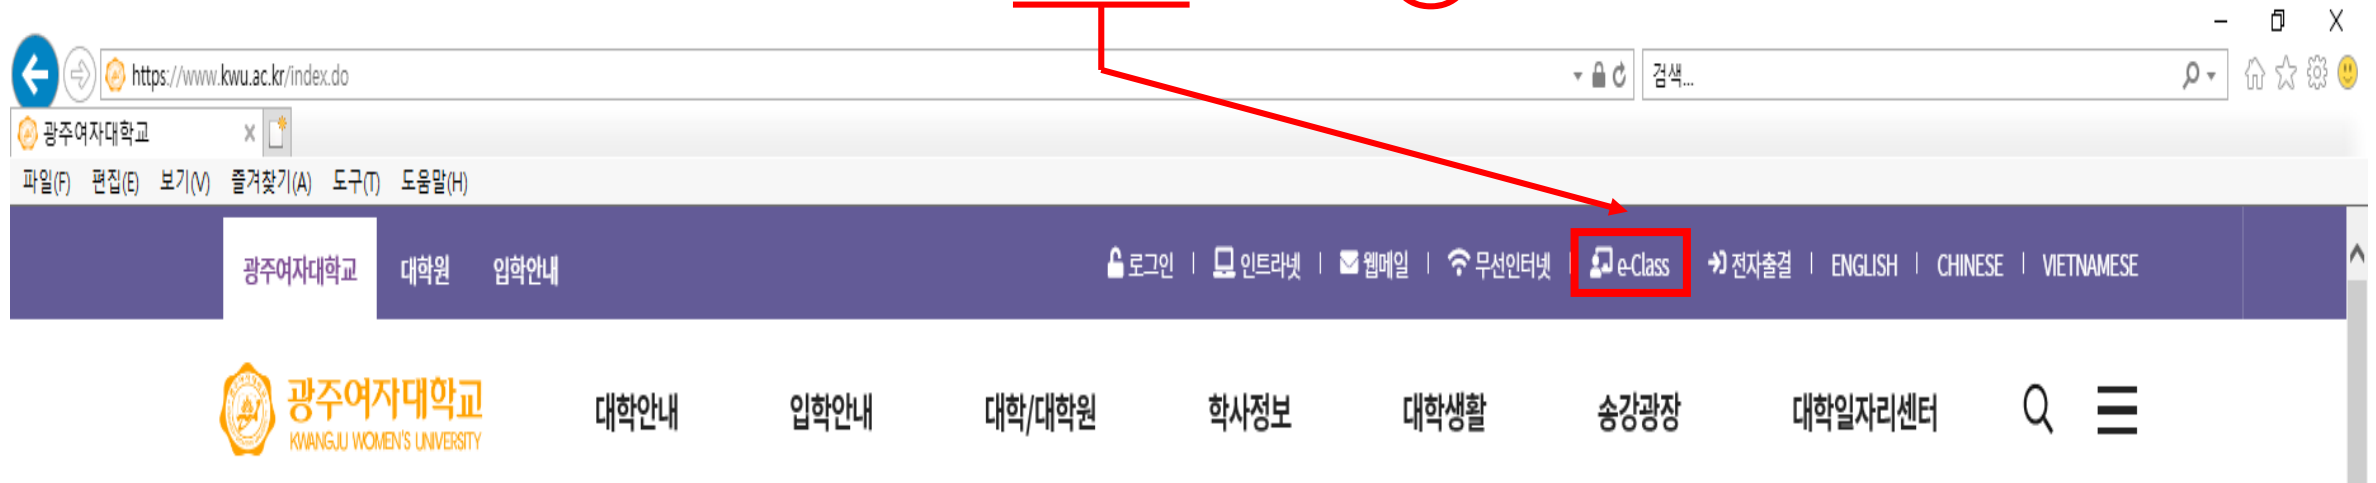 https://www.kwu.ac.kr/index.do
검색...
광주여자대학교
파일(F) 편집(E) 보기(V) 즐겨찾기(A) 도구(T) 도움말(H)
광주여자대학교 대학원 입학안내 로그인 | 인트라넷 | 웹메일 | 무선인터넷 | e-Class 전자출결 | ENGLISH | CHINESE | VIETNAMESE
광주여자대학교
KWANGJU WOMEN'S UNIVERSITY
대학안내 입학안내 대학/대학원 학사정보 대학생활 송강광장 대학일자리센터